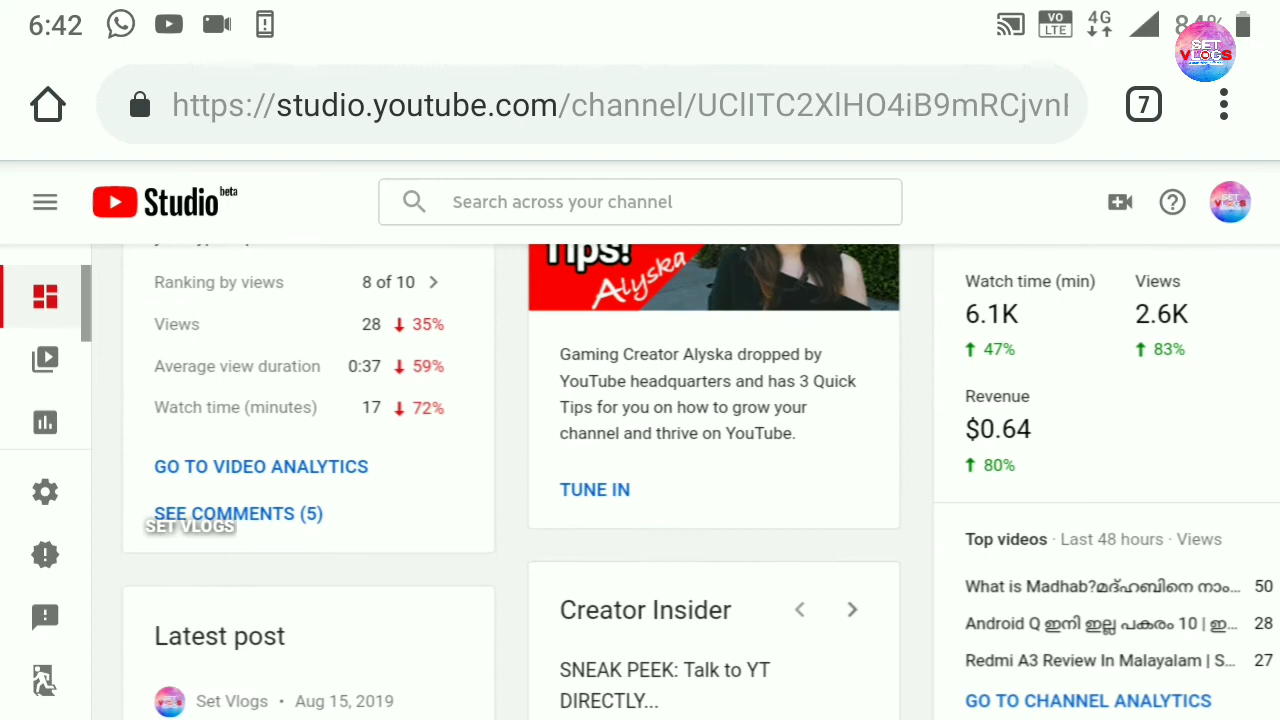 6:42
VO
LTE
4G
84%
SET
VLOGS
https://studio.youtube.com/channel/UClITC2XlHO4iB9mRCjvnl
7
Studio beta
Search across your channel
Tips!
Alyska
Ranking by views 8 of 10
Views 28 35%
Average view duration 0:37 59%
Watch time (minutes) 17 72%
GO TO VIDEO ANALYTICS
SEE COMMENTS (5)
SET VLOGS
Latest post
Set Vlogs • Aug 15, 2019
Gaming Creator Alyska dropped by
YouTube headquarters and has 3 Quick
Tips for you on how to grow your
channel and thrive on YouTube.
TUNE IN
Creator Insider
SNEAK PEEK: Talk to YT
DIRECTLY...
Watch time (min) Views
6.1K 2.6K
47% 83%
Revenue
$0.64
80%
Top videos · Last 48 hours · Views
What is Madhab?മദ്ഹബിനെ നാം... 50
Android Q ഇനി ഇല്ല പകരം 10 | ഇ... 28
Redmi A3 Review In Malayalam | S... 27
GO TO CHANNEL ANALYTICS